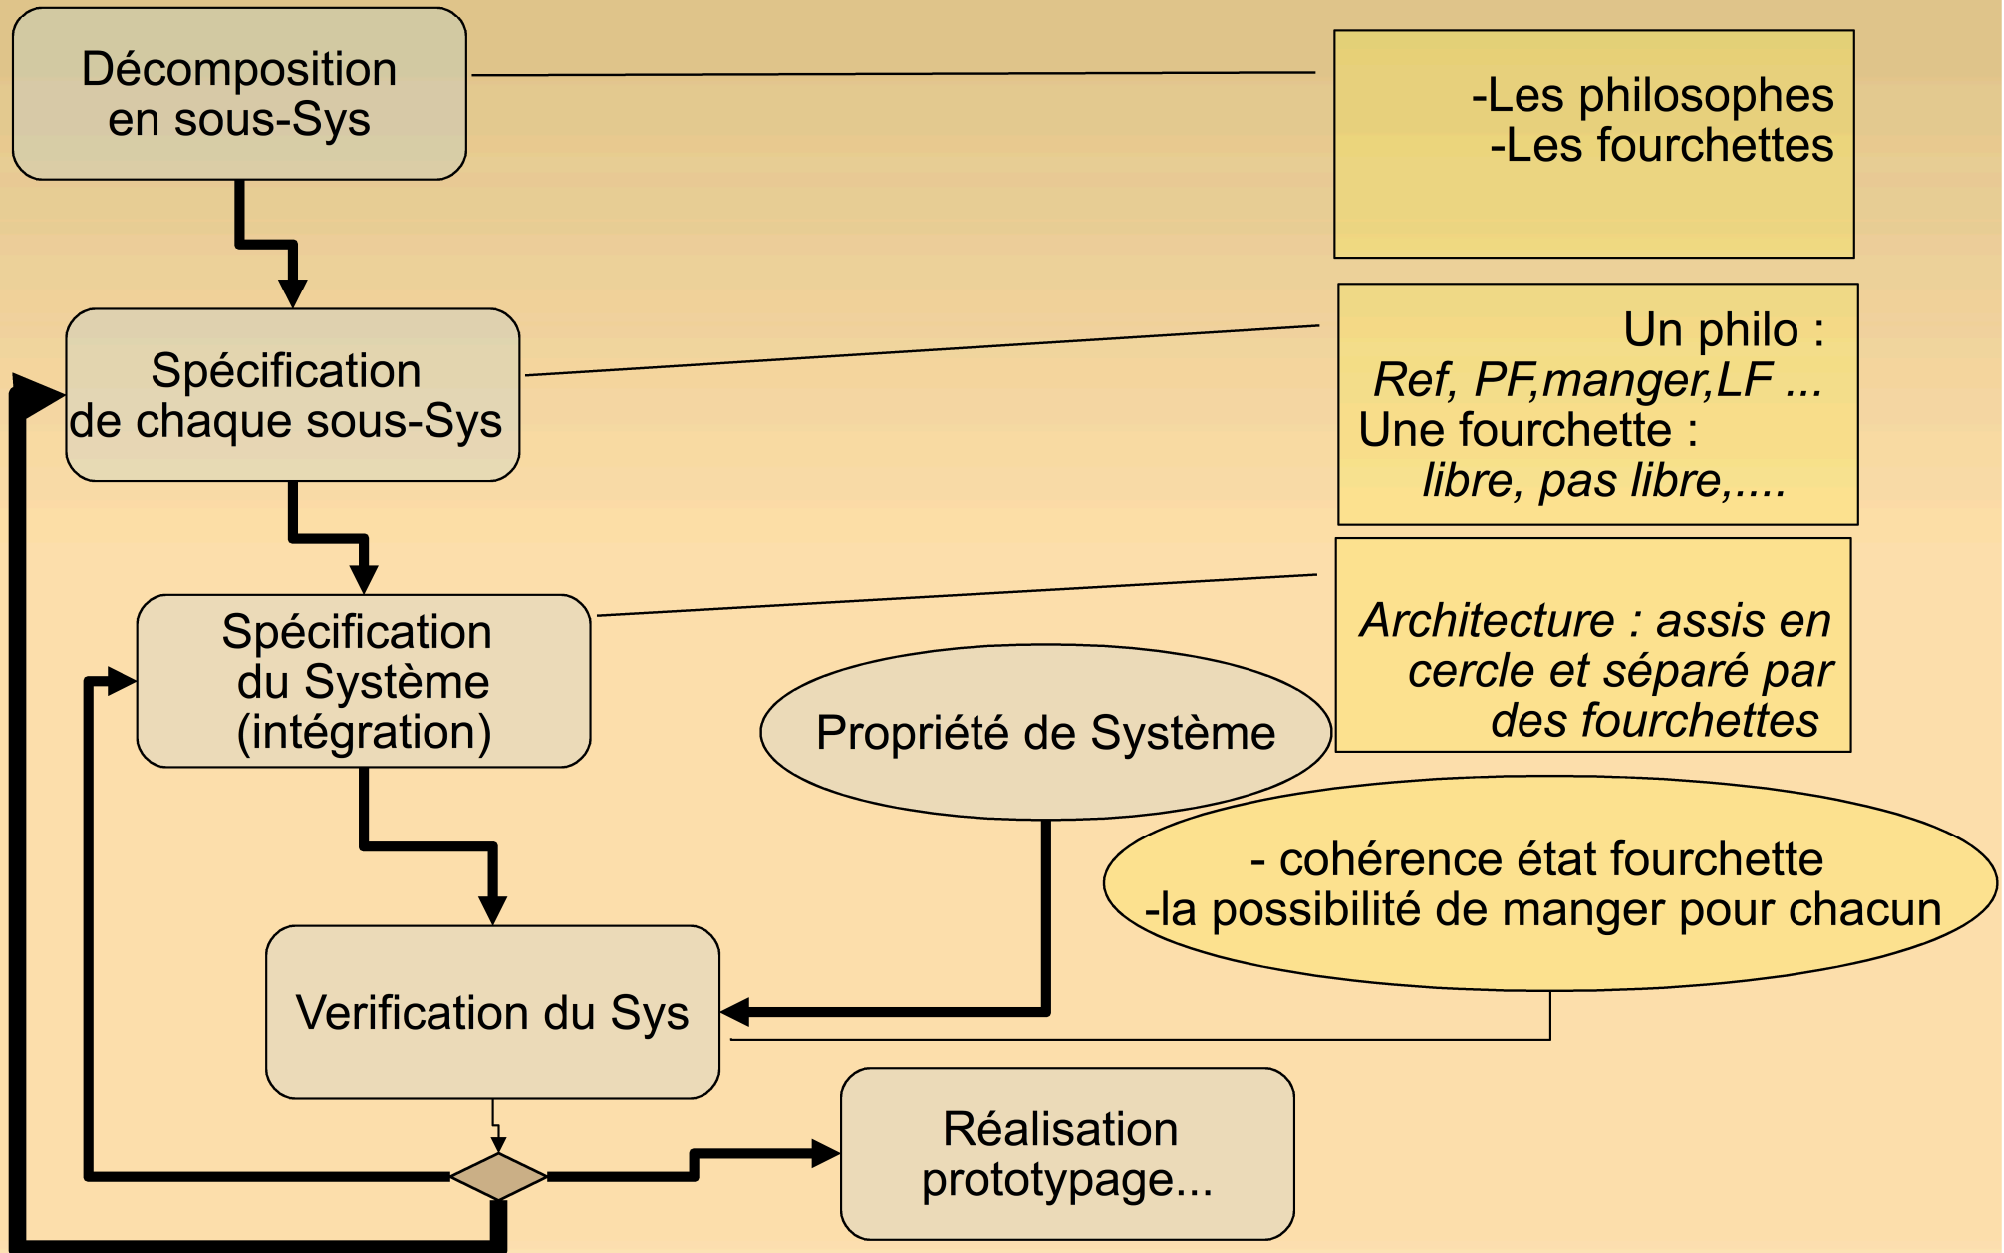 Décomposition
en sous-Sys
-Les philosophes
-Les fourchettes
Spécification
de chaque sous-Sys
Un philo :
Ref, PF,manger,LF ...
Une fourchette :
libre, pas libre,....
Spécification
du Système
(intégration)
Architecture : assis en
cercle et séparé par
des fourchettes
Propriété de Système
- cohérence état fourchette
-la possibilité de manger pour chacun
Verification du Sys
Réalisation
prototypage...